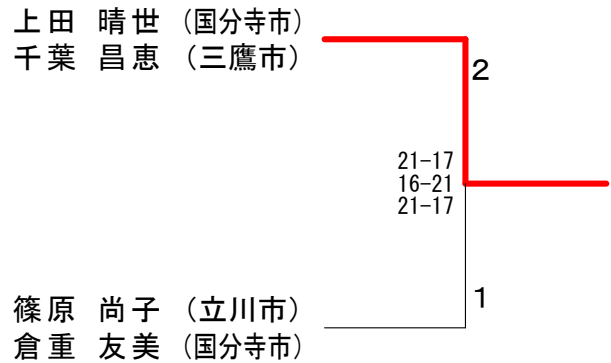 上田 晴世 (国分寺市)
千葉 昌恵 (三鷹市)
2
21-17
16-21
21-17
1
篠原 尚子 (立川市)
倉重 友美 (国分寺市)